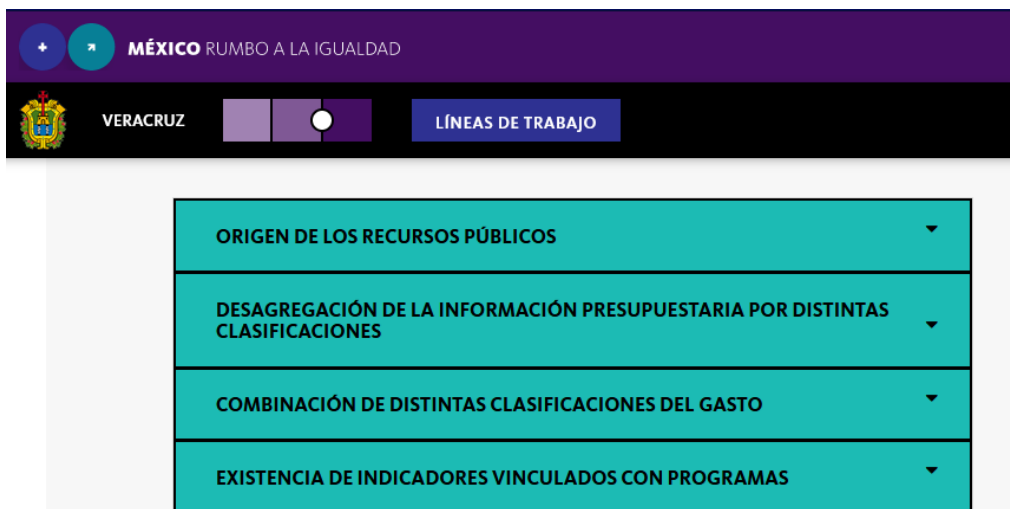 MÉXICO RUMBO A LA IGUALDAD
VERACRUZ
LÍNEAS DE TRABAJO
ORIGEN DE LOS RECURSOS PÚBLICOS
DESAGREGACIÓN DE LA INFORMACIÓN PRESUPUESTARIA POR DISTINTAS
CLASIFICACIONES
COMBINACIÓN DE DISTINTAS CLASIFICACIONES DEL GASTO
EXISTENCIA DE INDICADORES VINCULADOS CON PROGRAMAS